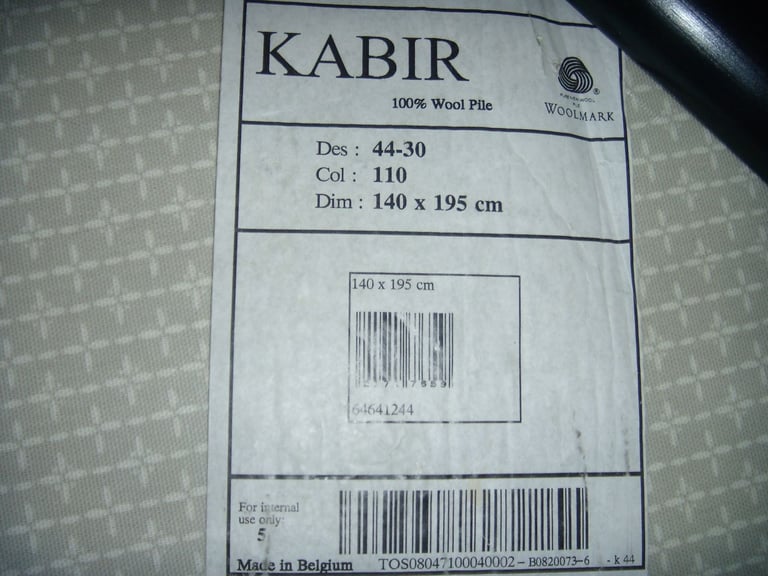 KABIR
100% Wool Pile
WOOLMARK
Des : 44-30
Col : 110
Dim : 140 x 195 cm
140 x 195 cm
64641244
For internal
use only:
5
Made in Belgium TOS08047100040002 - B0820073-6 - k 44